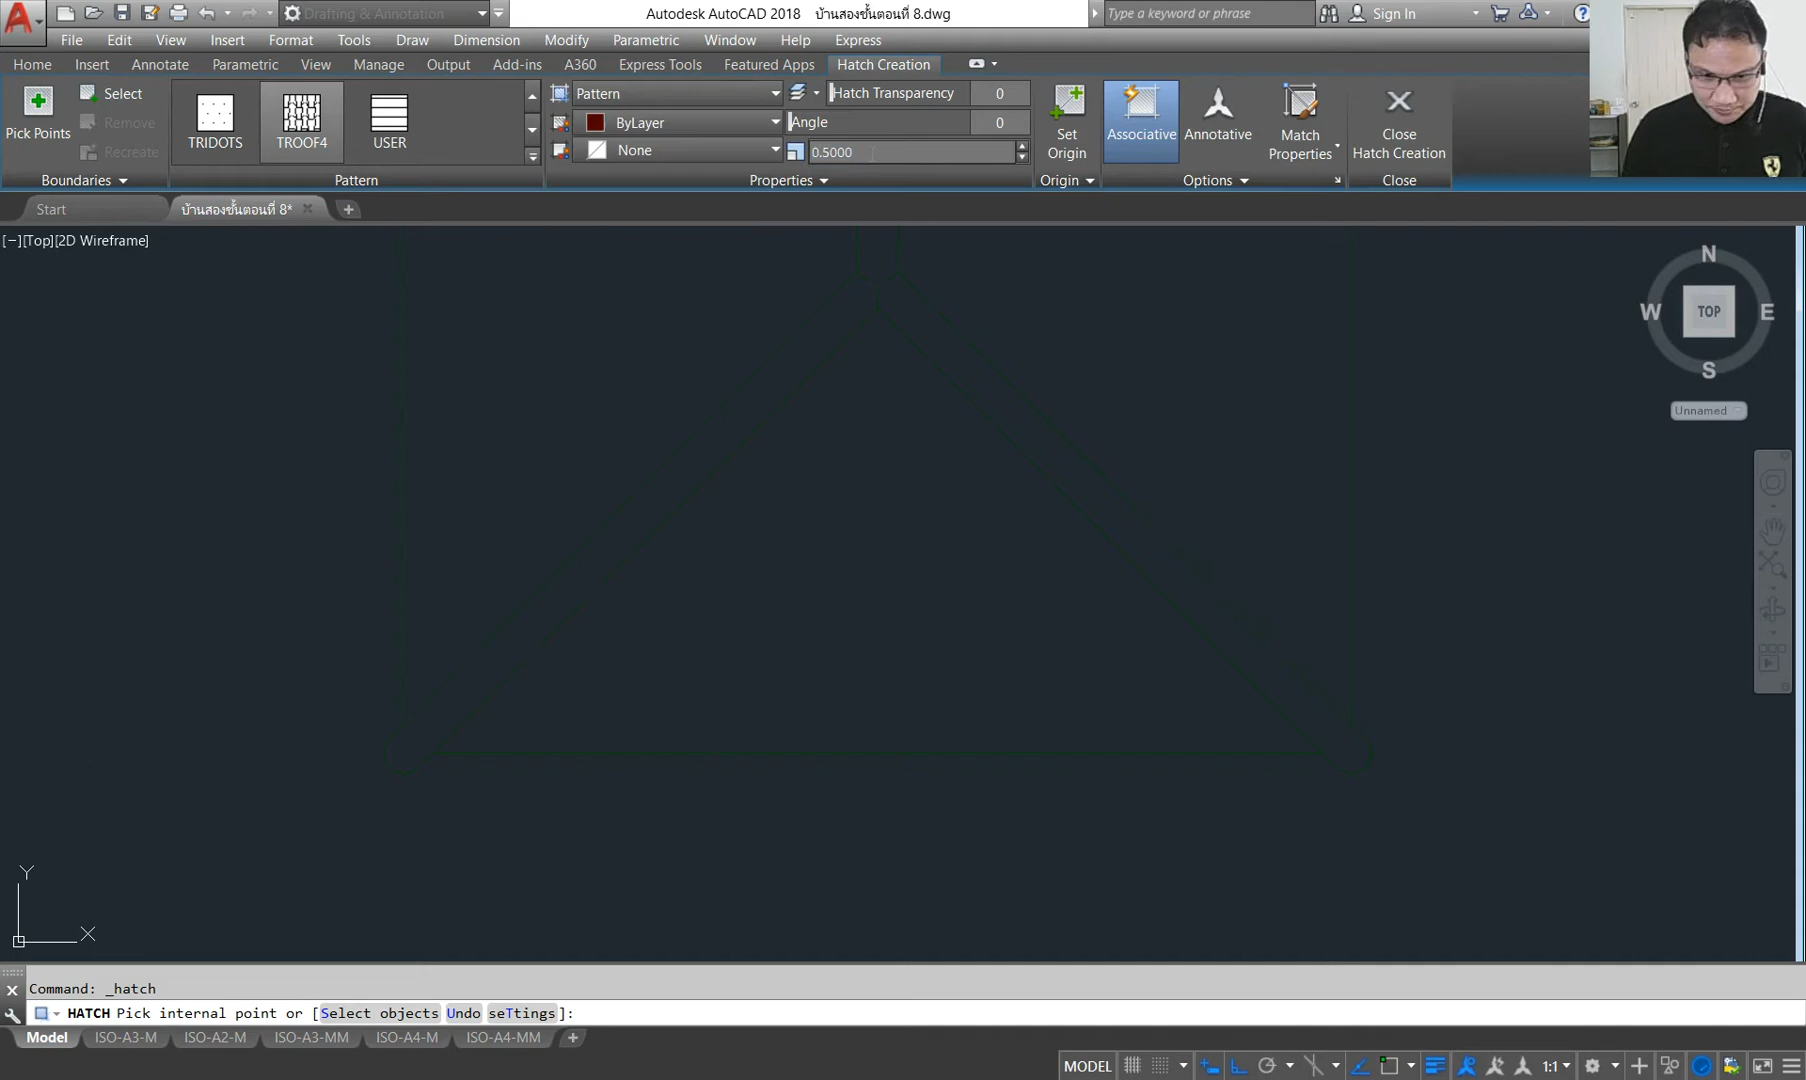 Drafting & Annotation
Autodesk AutoCAD 2018 บ้านสองชั้นตอนที่ 8.dwg
Type a keyword or phrase
Sign In
File Edit View Insert Format Tools Draw Dimension Modify Parametric Window Help Express
Home Insert Annotate Parametric View Manage Output Add-ins A360 Express Tools Featured Apps Hatch Creation
Pick Points
Select
Remove
Recreate
Boundaries
TRIDOTS
TROOF4
USER
Pattern
Pattern
ByLayer
None
Hatch Transparency 0
Angle 0
0.5000
Properties
Set Origin
Origin
Associative
Annotative
Match Properties
Options
Close Hatch Creation
Close
Start
บ้านสองชั้นตอนที่ 8*
[−][Top][2D Wireframe]
N
W TOP E
S
Unnamed
Y
X
Command: _hatch
HATCH Pick internal point or [Select objects Undo seTtings]:
Model ISO-A3-M ISO-A2-M ISO-A3-MM ISO-A4-M ISO-A4-MM
MODEL
1:1